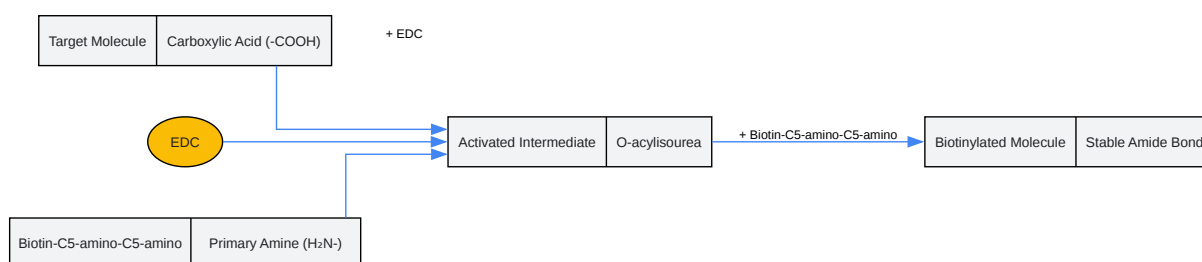 Target Molecule
Carboxylic Acid (-COOH)
+ EDC
EDC
Activated Intermediate
O-acylisourea
+ Biotin-C5-amino-C5-amino
Biotinylated Molecule
Stable Amide Bond
Biotin-C5-amino-C5-amino
Primary Amine (H₂N-)